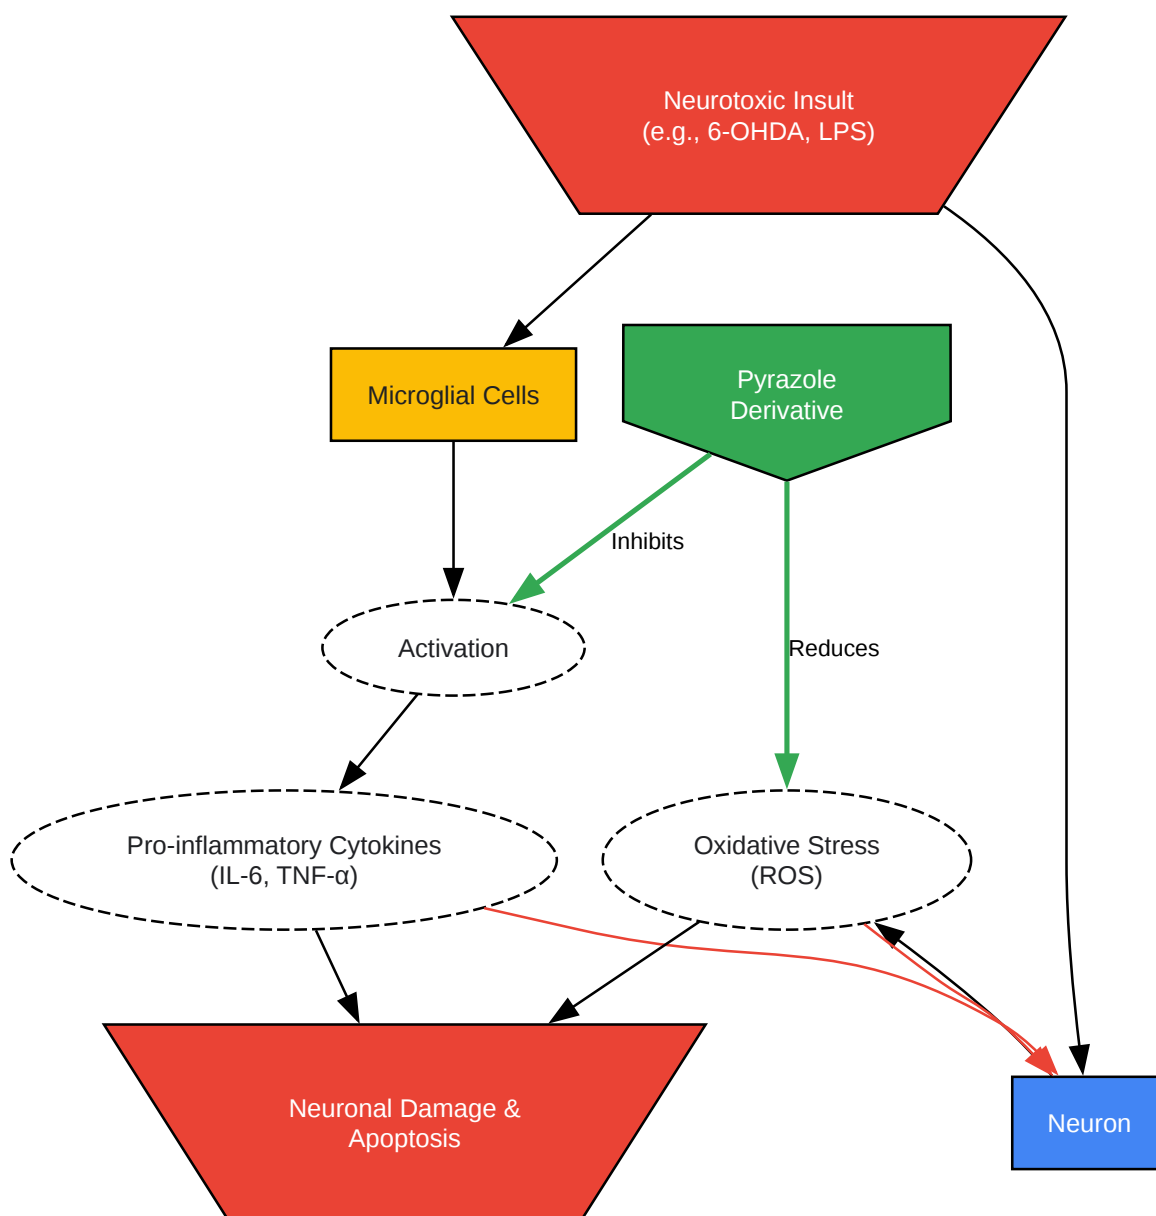 Neurotoxic Insult
(e.g., 6-OHDA, LPS)
Microglial Cells
Pyrazole
Derivative
Inhibits
Activation
Reduces
Pro-inflammatory Cytokines
(IL-6, TNF-α)
Oxidative Stress
(ROS)
Neuronal Damage &
Apoptosis
Neuron